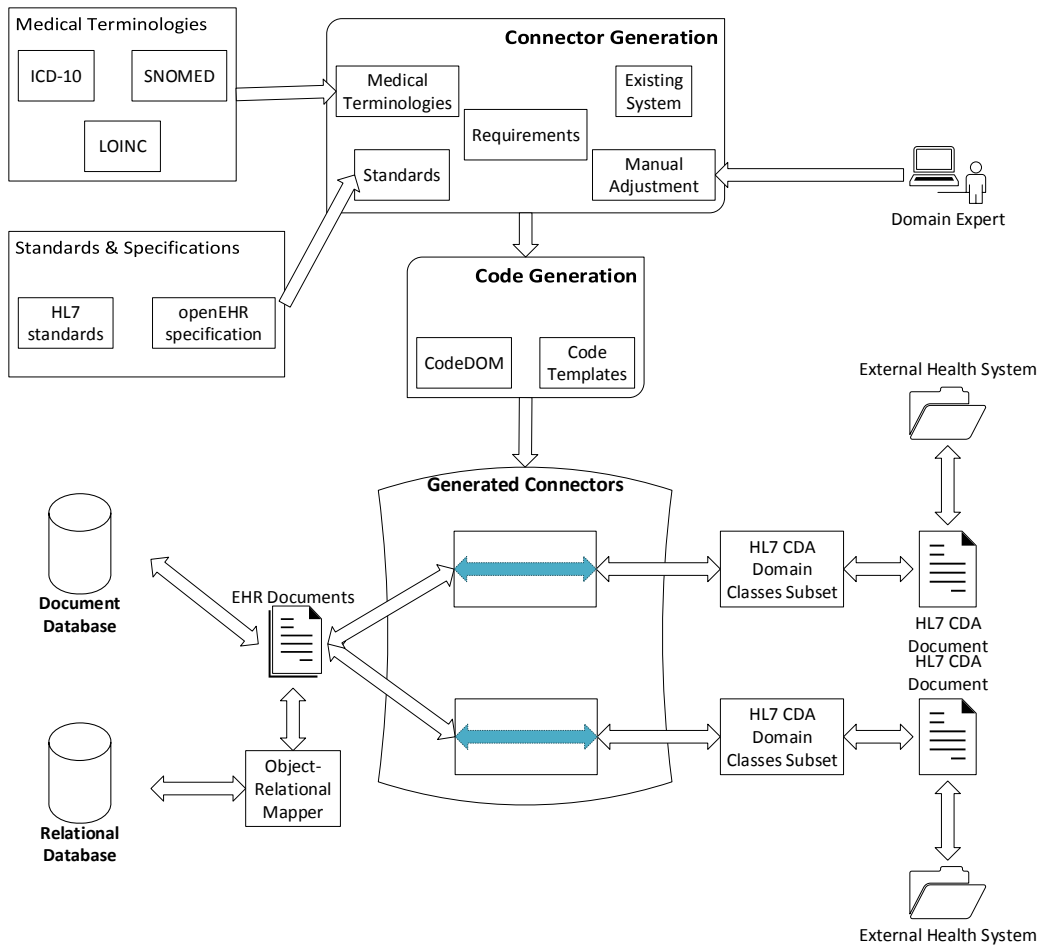 Medical Terminologies
ICD-10
SNOMED
LOINC
Connector Generation
Medical
Terminologies
Existing
System
Requirements
Standards
Manual
Adjustment
Domain Expert
Standards & Specifications
HL7
standards
openEHR
specification
Code Generation
CodeDOM
Code
Templates
External Health System
Generated Connectors
Document
Database
EHR Documents
HL7 CDA
Domain
Classes Subset
HL7 CDA
Document
HL7 CDA
Document
HL7 CDA
Domain
Classes Subset
Object-
Relational
Mapper
Relational
Database
External Health System